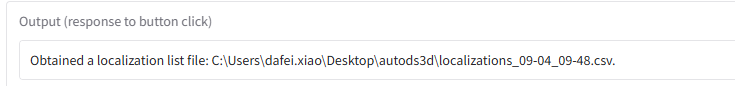 Output (response to button click)
Obtained a localization list file: C:\Users\dafei.xiao\Desktop\autods3d\localizations_09-04_09-48.csv.